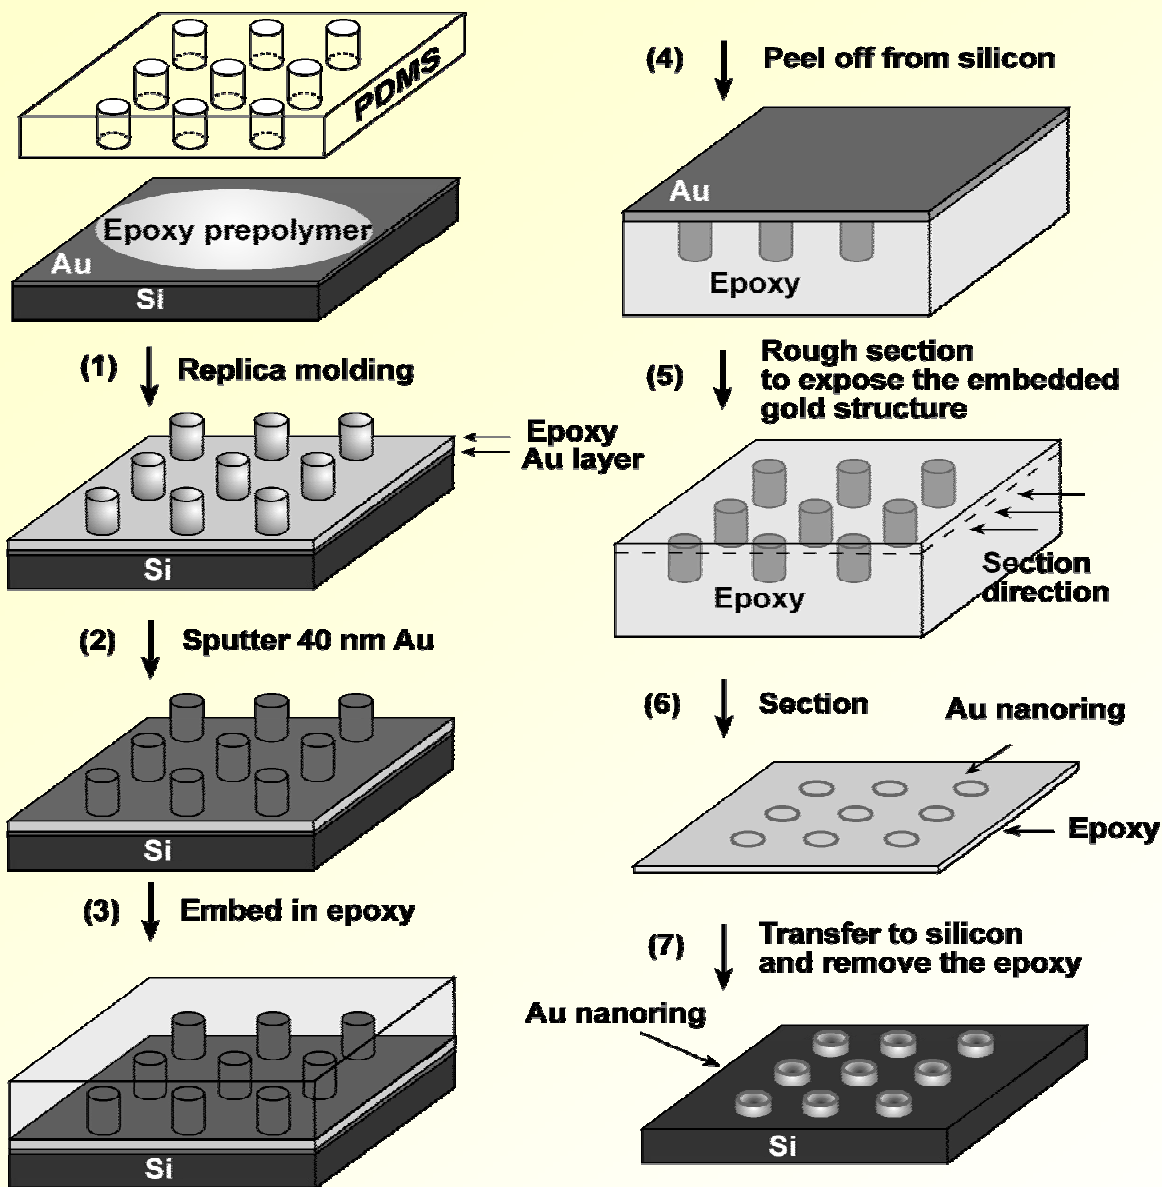 PDMS
Epoxy prepolymer
Au
Si
(1) Replica molding
Epoxy
Au layer
Si
(2) Sputter 40 nm Au
Si
(3) Embed in epoxy
Si
(4) Peel off from silicon
Au
Epoxy
(5) Rough section
to expose the embedded
gold structure
Section
direction
Epoxy
(6) Section
Au nanoring
Epoxy
(7) Transfer to silicon
and remove the epoxy
Au nanoring
Si